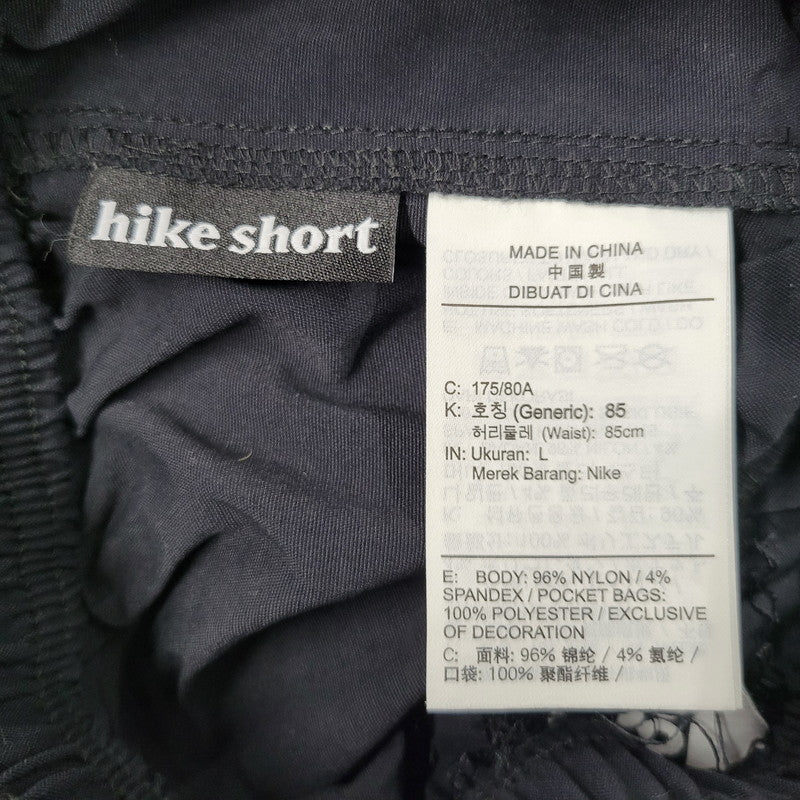 hike short
MADE IN CHINA
中国製
DIBUAT DI CINA
C: 175/80A
K: 호칭 (Generic): 85
허리둘레 (Waist): 85cm
IN: Ukuran: L
Merek Barang: Nike
E: BODY: 96% NYLON / 4%
SPANDEX / POCKET BAGS:
100% POLYESTER / EXCLUSIVE
OF DECORATION
C: 面料: 96% 锦纶 / 4% 氨纶 /
口袋: 100% 聚酯纤维 /